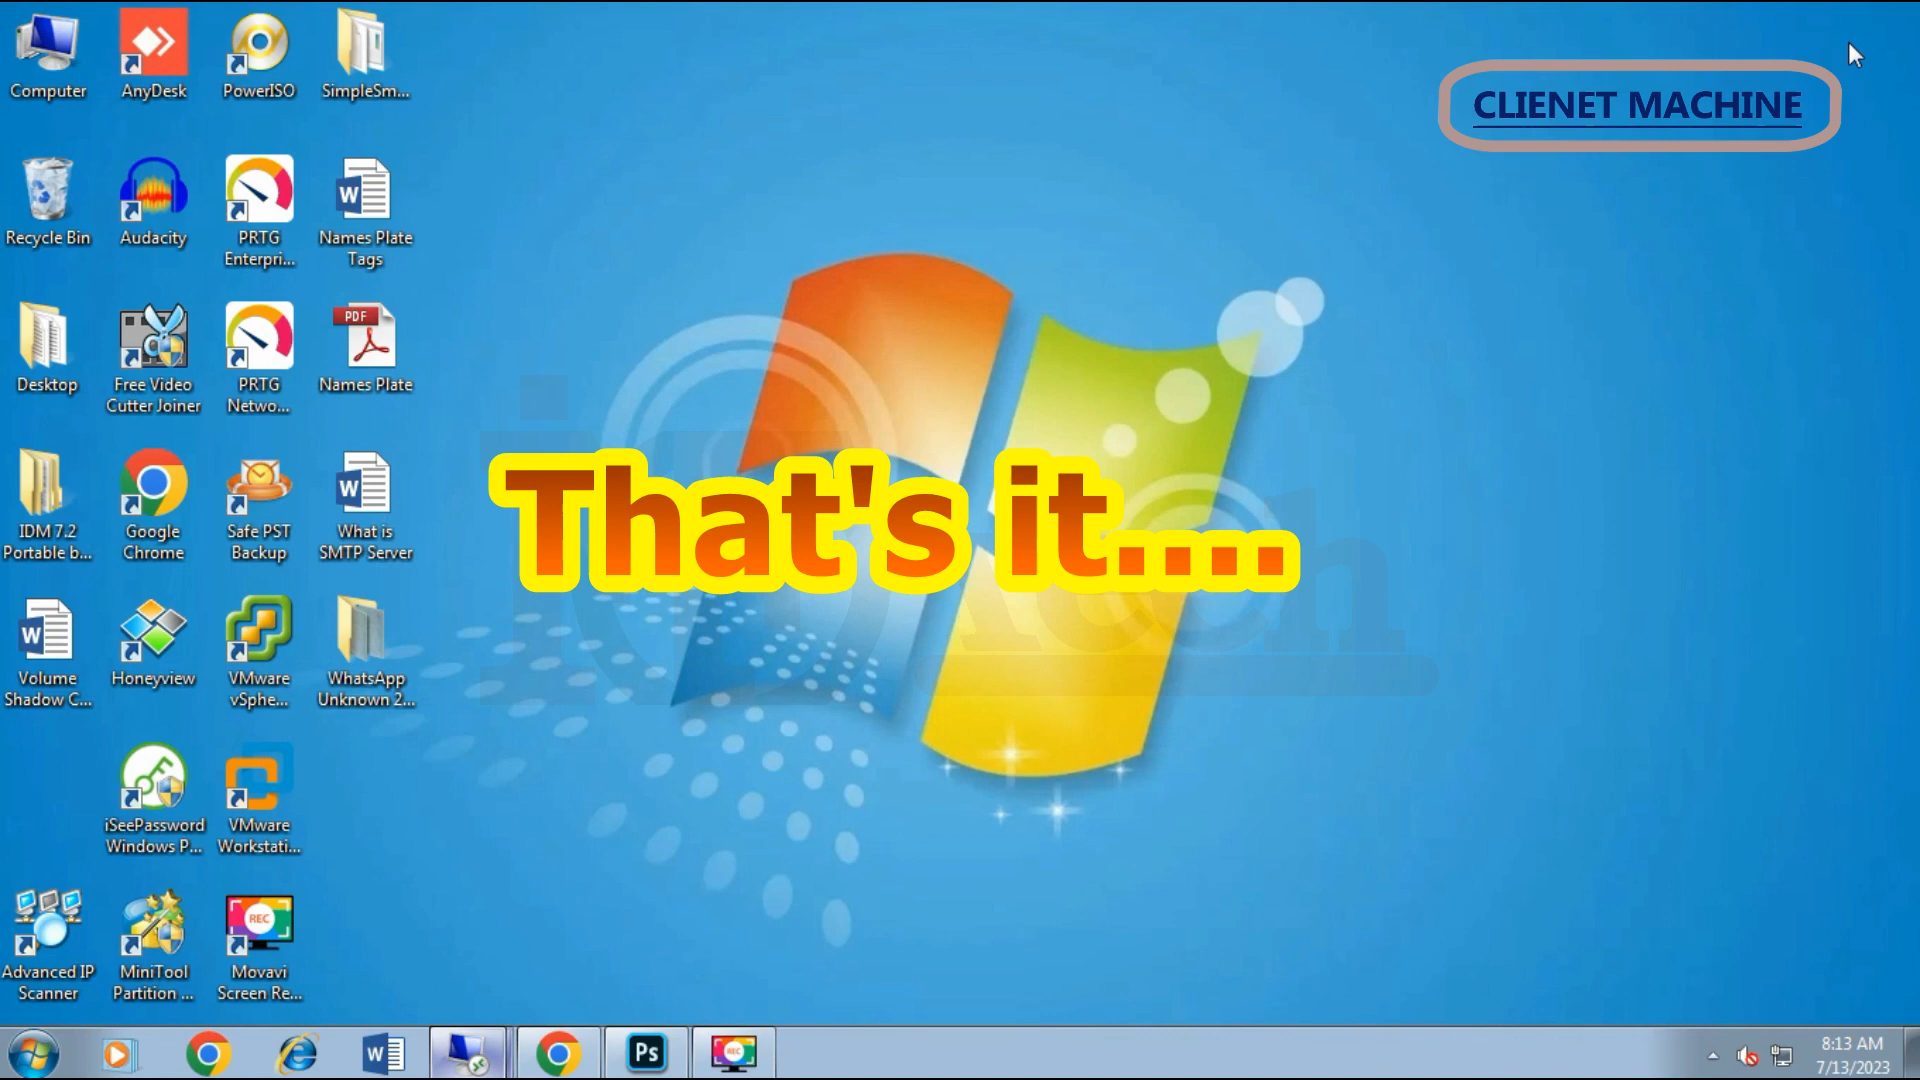 Computer
AnyDesk
PowerISO
SimpleSm...
CLIENET MACHINE
Recycle Bin
Audacity
PRTG
Enterpri...
Names Plate
Tags
Desktop
Free Video
Cutter Joiner
PRTG
Netwo...
PDF
Names Plate
That's it....
IDM 7.2
Portable b...
Google
Chrome
Safe PST
Backup
What is
SMTP Server
Volume
Shadow C...
Honeyview
VMware
vSphe...
WhatsApp
Unknown 2...
iSeePassword
Windows P...
VMware
Workstati...
REC
Advanced IP
Scanner
MiniTool
Partition ...
Movavi
Screen Re...
W
Ps
REC
8:13 AM
7/13/2023